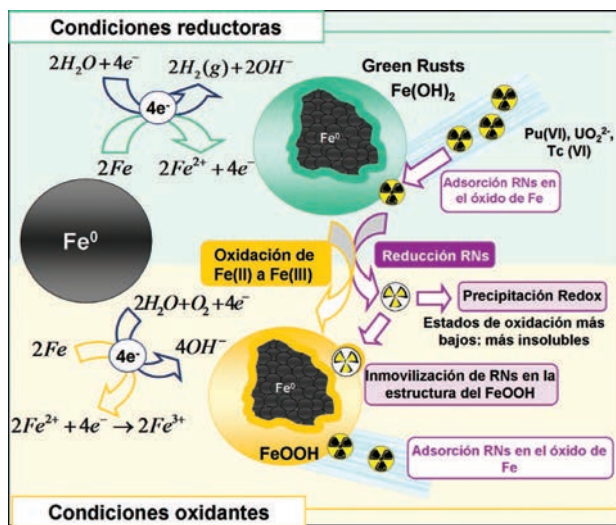 Condiciones reductoras
2H₂O + 4e⁻
2H₂(g) + 2OH⁻
4e⁻
2Fe
2Fe²⁺ + 4e⁻
Green Rusts
Fe(OH)₂
Fe⁰
Pu(VI), UO₂²⁻,
Tc (VI)
Adsorción RNs en
el óxido de Fe
Fe⁰
Oxidación de
Fe(II) a Fe(III)
Reducción RNs
Precipitación Redox
Estados de oxidación más
bajos: más insolubles
2H₂O+O₂ +4e⁻
2Fe
4e⁻
4OH⁻
2Fe²⁺ + 4e⁻ → 2Fe³⁺
Fe⁰
Inmovilización de RNs en la
estructura del FeOOH
FeOOH
Adsorción RNs en el óxido de
Fe
Condiciones oxidantes